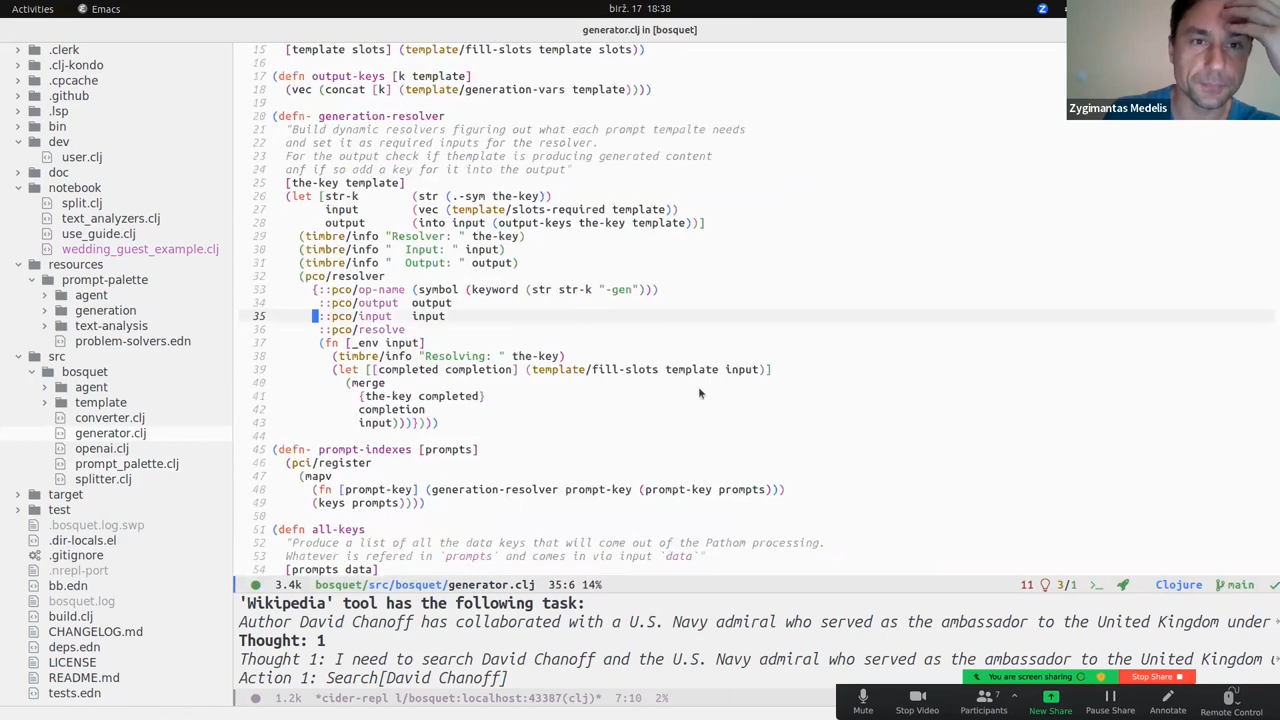 Activities
Emacs
birž. 17 18:38
generator.clj in [bosquet]
Zygimantas Medelis
.clerk
.clj-kondo
.cpcache
.github
.lsp
bin
dev
user.clj
doc
notebook
split.clj
text_analyzers.clj
use_guide.clj
wedding_guest_example.clj
resources
prompt-palette
agent
generation
text-analysis
problem-solvers.edn
src
bosquet
agent
template
converter.clj
generator.clj
openai.clj
prompt_palette.clj
splitter.clj
target
test
.bosquet.log.swp
.dir-locals.el
.gitignore
.nrepl-port
bb.edn
bosquet.log
build.clj
CHANGELOG.md
deps.edn
LICENSE
README.md
tests.edn
15 [template slots] (template/fill-slots template slots))
16
17 (defn output-keys [k template]
18 (vec (concat [k] (template/generation-vars template))))
19
20 (defn- generation-resolver
21 "Build dynamic resolvers figuring out what each prompt tempalte needs
22 and set it as required inputs for the resolver.
23 For the output check if themplate is producing generated content
24 anf if so add a key for it into the output"
25 [the-key template]
26 (let [str-k (str (.-sym the-key))
27 input (vec (template/slots-required template))
28 output (into input (output-keys the-key template))]
29 (timbre/info "Resolver: " the-key)
30 (timbre/info "  Input: " input)
31 (timbre/info "  Output: " output)
32 (pco/resolver
33 {::pco/op-name (symbol (keyword (str str-k "-gen")))
34 ::pco/output output
35 ::pco/input input
36 ::pco/resolve
37 (fn [_env input]
38 (timbre/info "Resolving: " the-key)
39 (let [[completed completion] (template/fill-slots template input)]
40 (merge
41 {the-key completed}
42 completion
43 input)))})))
44
45 (defn- prompt-indexes [prompts]
46 (pci/register
47 (mapv
48 (fn [prompt-key] (generation-resolver prompt-key (prompt-key prompts)))
49 (keys prompts))))
50
51 (defn all-keys
52 "Produce a list of all the data keys that will come out of the Pathom processing.
53 Whatever is refered in `prompts` and comes in via input `data`"
54 [prompts data]
3.4k bosquet/src/bosquet/generator.clj 35:6 14%
11 3/1 Clojure main
'Wikipedia' tool has the following task:
Author David Chanoff has collaborated with a U.S. Navy admiral who served as the ambassador to the United Kingdom under
Thought: 1
Thought 1: I need to search David Chanoff and the U.S. Navy admiral who served as the ambassador to the United Kingdom u
Action 1: Search[David Chanoff]
1.2k *cider-repl l/bosquet:localhost:43387(clj)* 7:10 2%
You are screen sharing
Stop Share
Mute
Stop Video
Participants 7
New Share
Pause Share
Annotate
Remote Control